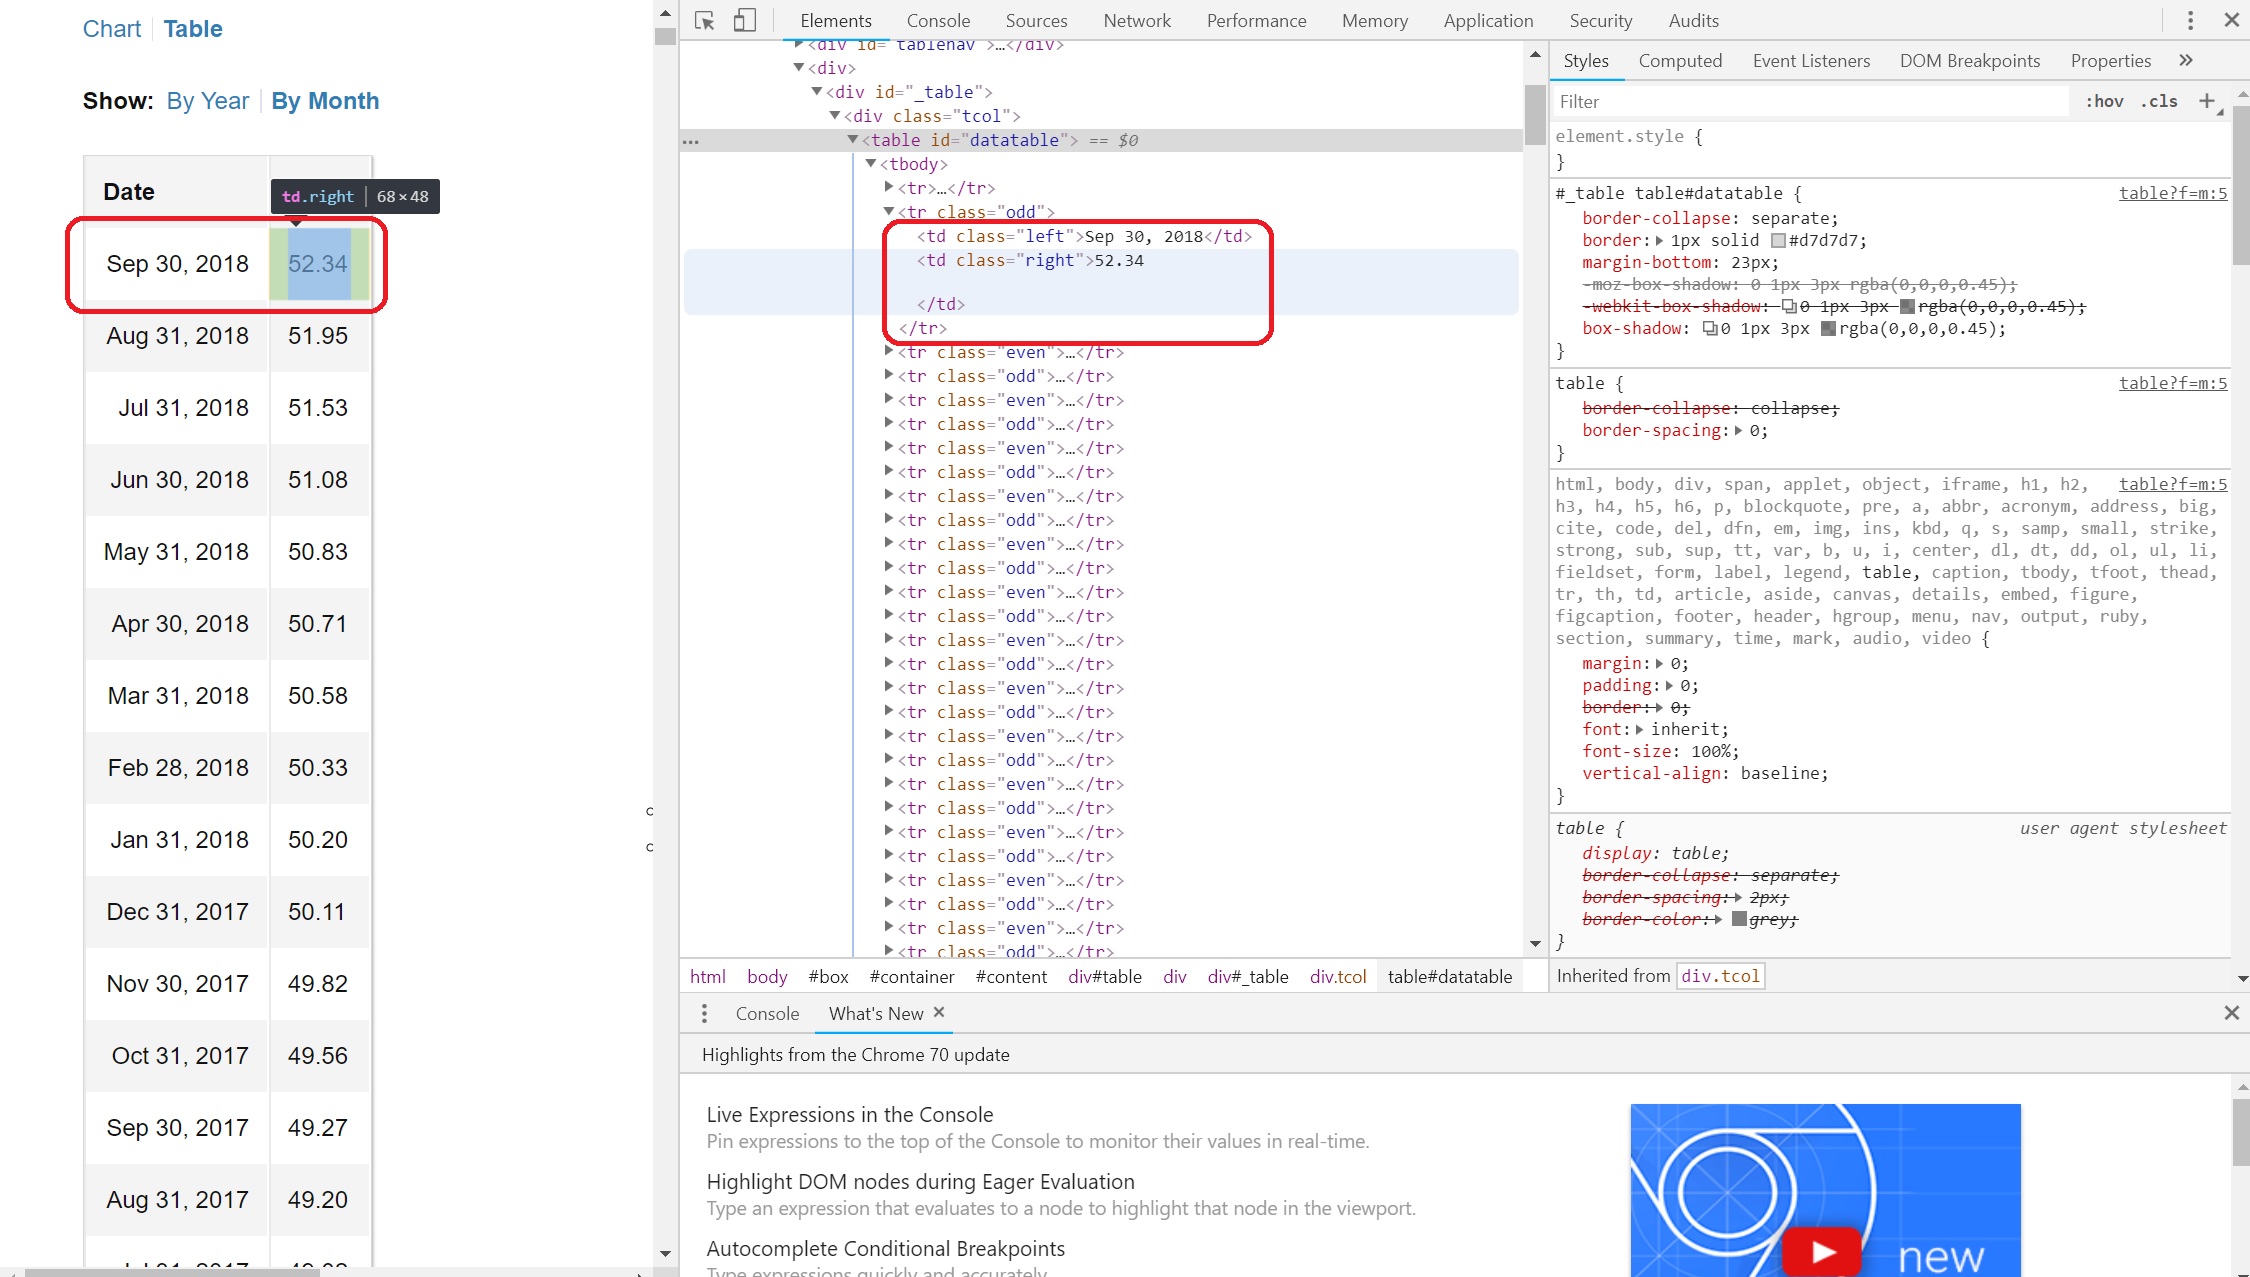 Chart Table
Show: By Year By Month
Date
td.right 68×48
Sep 30, 2018 52.34
Aug 31, 2018 51.95
Jul 31, 2018 51.53
Jun 30, 2018 51.08
May 31, 2018 50.83
Apr 30, 2018 50.71
Mar 31, 2018 50.58
Feb 28, 2018 50.33
Jan 31, 2018 50.20
Dec 31, 2017 50.11
Nov 30, 2017 49.82
Oct 31, 2017 49.56
Sep 30, 2017 49.27
Aug 31, 2017 49.20
Elements Console Sources Network Performance Memory Application Security Audits
<div id="tablenav">…</div>
<div>
<div id="_table">
<div class="tcol">
… <table id="datatable"> == $0
<tbody>
<tr>…</tr>
<tr class="odd">
<td class="left">Sep 30, 2018</td>
<td class="right">52.34
</td>
</tr>
<tr class="even">…</tr>
<tr class="odd">…</tr>
<tr class="even">…</tr>
<tr class="odd">…</tr>
<tr class="even">…</tr>
<tr class="odd">…</tr>
<tr class="even">…</tr>
<tr class="odd">…</tr>
<tr class="even">…</tr>
<tr class="odd">…</tr>
<tr class="even">…</tr>
<tr class="odd">…</tr>
<tr class="even">…</tr>
<tr class="odd">…</tr>
<tr class="even">…</tr>
<tr class="odd">…</tr>
<tr class="even">…</tr>
<tr class="odd">…</tr>
<tr class="even">…</tr>
<tr class="odd">…</tr>
<tr class="even">…</tr>
<tr class="odd">…</tr>
<tr class="even">…</tr>
<tr class="odd">…</tr>
<tr class="even">…</tr>
<tr class="odd">…</tr>
html body #box #container #content div#table div div#_table div.tcol table#datatable
Styles Computed Event Listeners DOM Breakpoints Properties »
Filter :hov .cls +
element.style {
}
#_table table#datatable { table?f=m:5
border-collapse: separate;
border: 1px solid #d7d7d7;
margin-bottom: 23px;
-moz-box-shadow: 0 1px 3px rgba(0,0,0,0.45);
-webkit-box-shadow: 0 1px 3px rgba(0,0,0,0.45);
box-shadow: 0 1px 3px rgba(0,0,0,0.45);
}
table { table?f=m:5
border-collapse: collapse;
border-spacing: 0;
}
html, body, div, span, applet, object, iframe, h1, h2, table?f=m:5
h3, h4, h5, h6, p, blockquote, pre, a, abbr, acronym, address, big,
cite, code, del, dfn, em, img, ins, kbd, q, s, samp, small, strike,
strong, sub, sup, tt, var, b, u, i, center, dl, dt, dd, ol, ul, li,
fieldset, form, label, legend, table, caption, tbody, tfoot, thead,
tr, th, td, article, aside, canvas, details, embed, figure,
figcaption, footer, header, hgroup, menu, nav, output, ruby,
section, summary, time, mark, audio, video {
margin: 0;
padding: 0;
border: 0;
font: inherit;
font-size: 100%;
vertical-align: baseline;
}
table { user agent stylesheet
display: table;
border-collapse: separate;
border-spacing: 2px;
border-color: grey;
}
Inherited from div.tcol
Console What's New ×
Highlights from the Chrome 70 update
Live Expressions in the Console
Pin expressions to the top of the Console to monitor their values in real-time.
Highlight DOM nodes during Eager Evaluation
Type an expression that evaluates to a node to highlight that node in the viewport.
Autocomplete Conditional Breakpoints
Type expressions quickly and accurately.
new